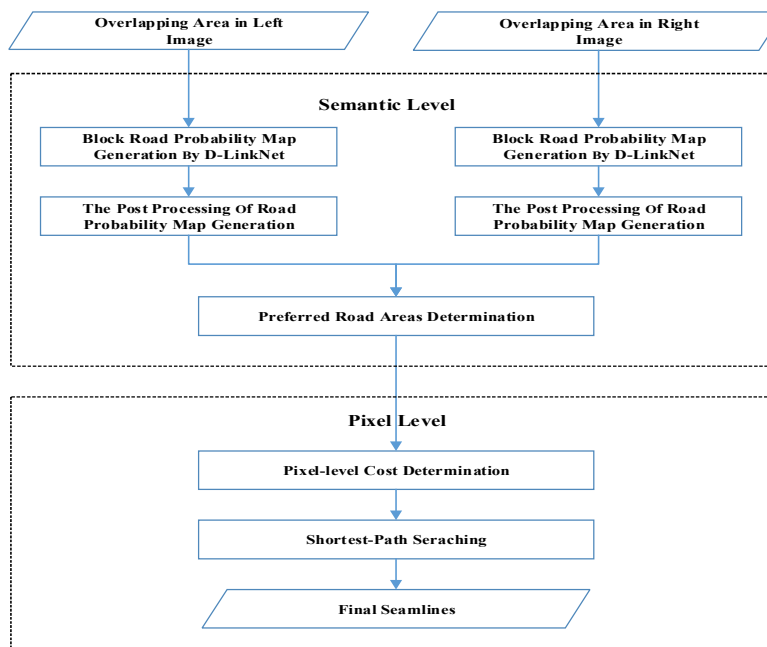 Overlapping Area in Left
Image
Overlapping Area in Right
Image
Semantic Level
Block Road Probability Map
Generation By D-LinkNet
Block Road Probability Map
Generation By D-LinkNet
The Post Processing Of Road
Probability Map Generation
The Post Processing Of Road
Probability Map Generation
Preferred Road Areas Determination
Pixel Level
Pixel-level Cost Determination
Shortest-Path Seraching
Final Seamlines